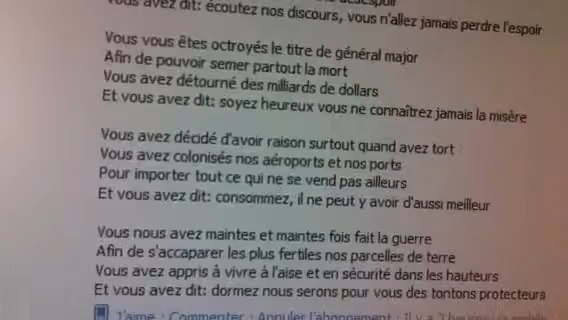 Vous avez dit: écoutez nos discours, vous n'allez jamais perdre l'espoir
Vous vous êtes octroyés le titre de général major
Afin de pouvoir semer partout la mort
Vous avez détourné des milliards de dollars
Et vous avez dit: soyez heureux vous ne connaîtrez jamais la misère
Vous avez décidé d'avoir raison surtout quand avez tort
Vous avez colonisés nos aéroports et nos ports
Pour importer tout ce qui ne se vend pas ailleurs
Et vous avez dit: consommez, il ne peut y avoir d'aussi meilleur
Vous nous avez maintes et maintes fois fait la guerre
Afin de s'accaparer les plus fertiles nos parcelles de terre
Vous avez appris à vivre à l'aise et en sécurité dans les hauteurs
Et vous avez dit: dormez nous serons pour vous des tontons protecteurs
J'aime · Commenter · Annuler l'abonnement · Il y a